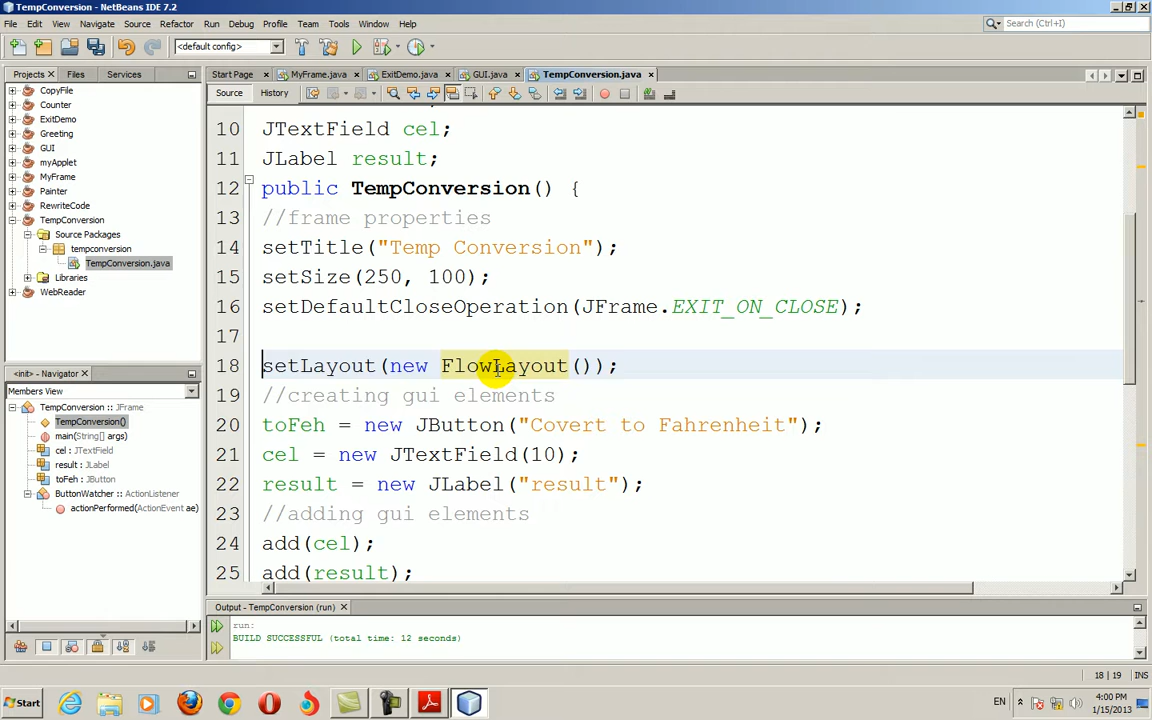 TempConversion - NetBeans IDE 7.2
File Edit View Navigate Source Refactor Run Debug Profile Team Tools Window Help
<default config>
Search (Ctrl+I)
Projects Files Services
Start Page MyFrame.java ExitDemo.java GUI.java TempConversion.java
Source History
CopyFile
Counter
ExitDemo
Greeting
GUI
myApplet
MyFrame
Painter
RewriteCode
TempConversion
Source Packages
tempconversion
TempConversion.java
Libraries
WebReader
10 JTextField cel;
11 JLabel result;
12 public TempConversion() {
13 //frame properties
14 setTitle("Temp Conversion");
15 setSize(250, 100);
16 setDefaultCloseOperation(JFrame.EXIT_ON_CLOSE);
17
18 setLayout(new FlowLayout());
19 //creating gui elements
20 toFeh = new JButton("Covert to Fahrenheit");
21 cel = new JTextField(10);
22 result = new JLabel("result");
23 //adding gui elements
24 add(cel);
25 add(result);
<init> - Navigator
Members View
TempConversion :: JFrame
TempConversion()
main(String[] args)
cel : JTextField
result : JLabel
toFeh : JButton
ButtonWatcher :: ActionListener
actionPerformed(ActionEvent ae)
Output - TempConversion (run)
run:
BUILD SUCCESSFUL (total time: 12 seconds)
18 | 19 INS
Start
EN
4:00 PM
1/15/2013